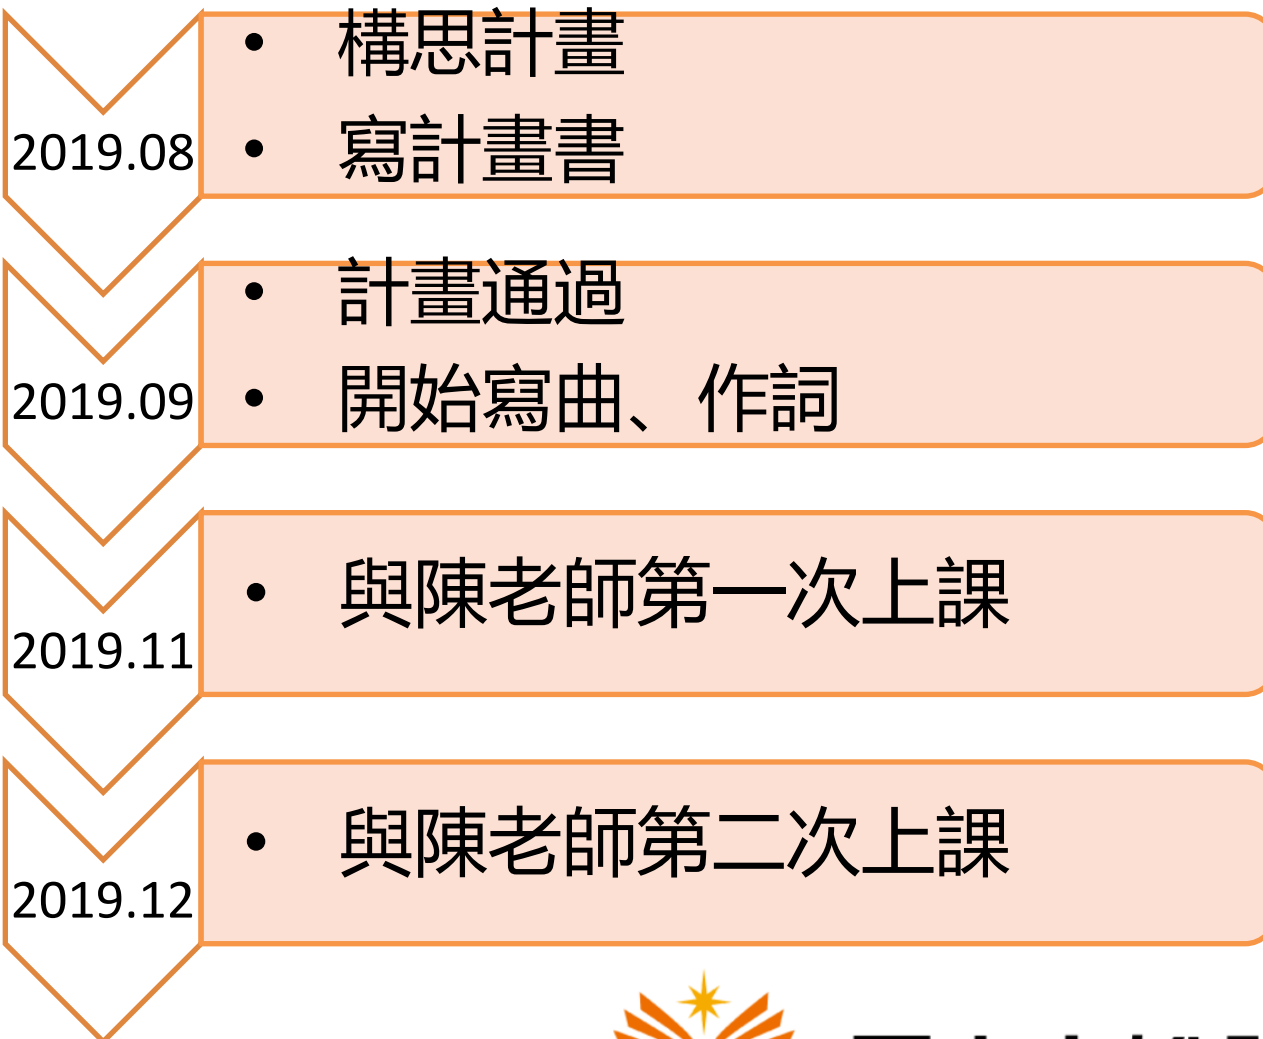 2019.08
• 構思計畫
• 寫計畫書
2019.09
• 計畫通過
• 開始寫曲、作詞
2019.11
• 與陳老師第一次上課
2019.12
• 與陳老師第二次上課